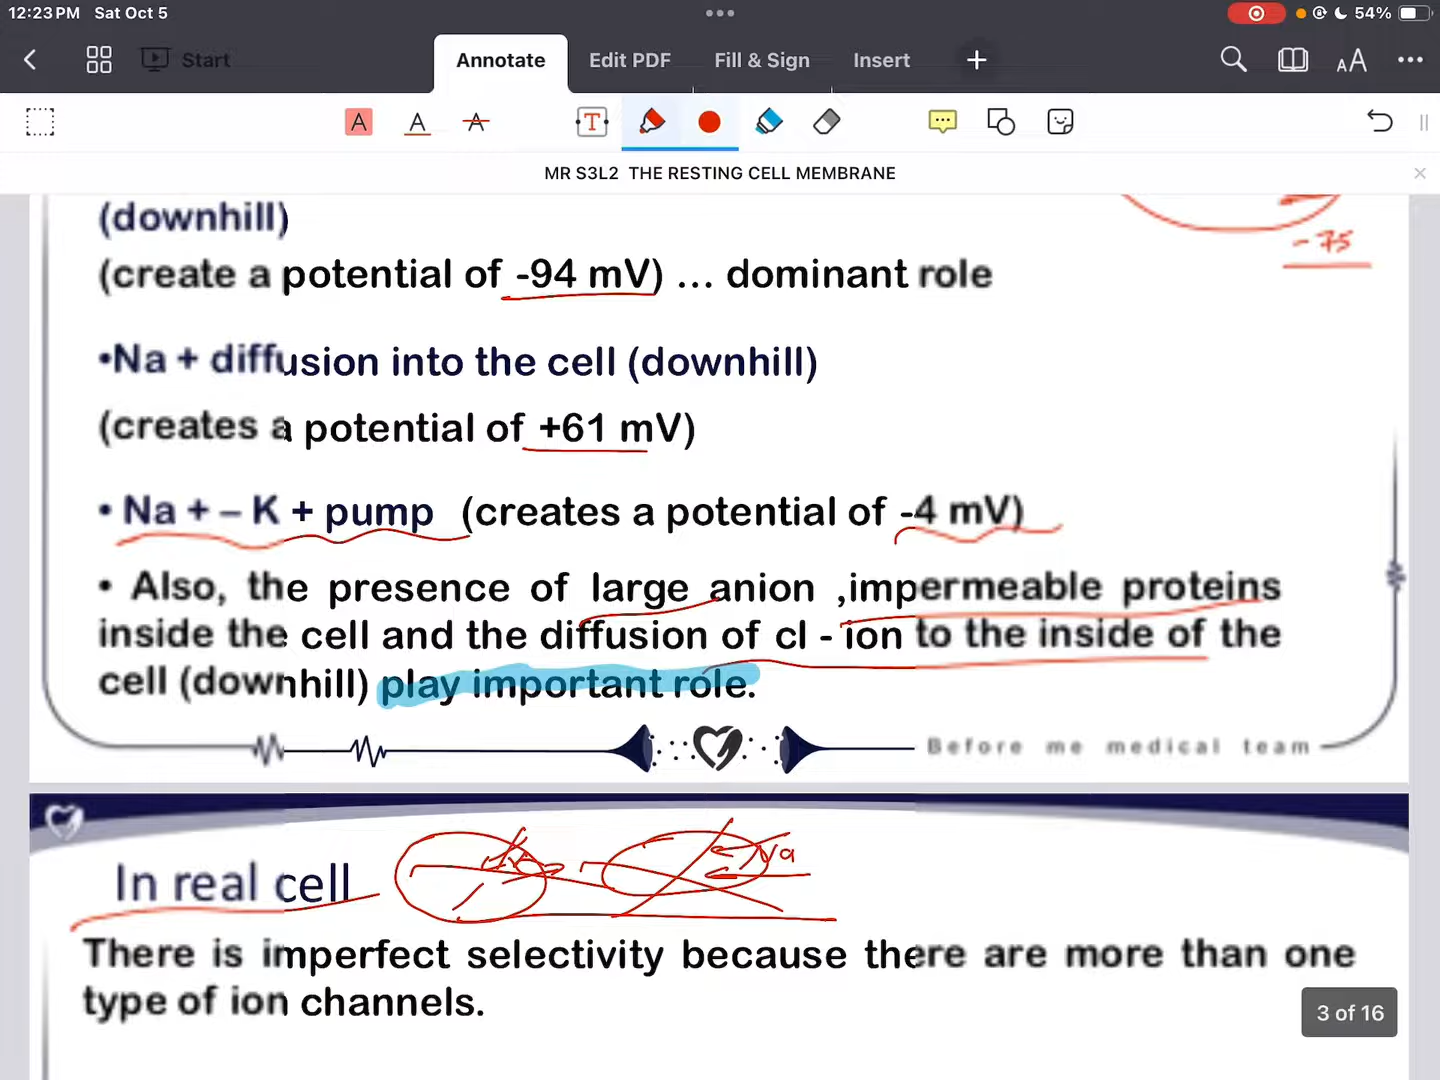 12:23 PM Sat Oct 5
54%
Start
Annotate
Edit PDF
Fill & Sign
Insert
A A A T
AA
MR S3L2 THE RESTING CELL MEMBRANE
(downhill)
-75
(create a potential of -94 mV) ... dominant role
•Na + diffusion into the cell (downhill)
(creates a potential of +61 mV)
• Na + – K + pump (creates a potential of -4 mV)
• Also, the presence of large anion ,impermeable proteins
inside the cell and the diffusion of cl - ion to the inside of the
cell (downhill) play important role.
Before me medical team
In real cell
Na
There is imperfect selectivity because there are more than one
type of ion channels.
3 of 16